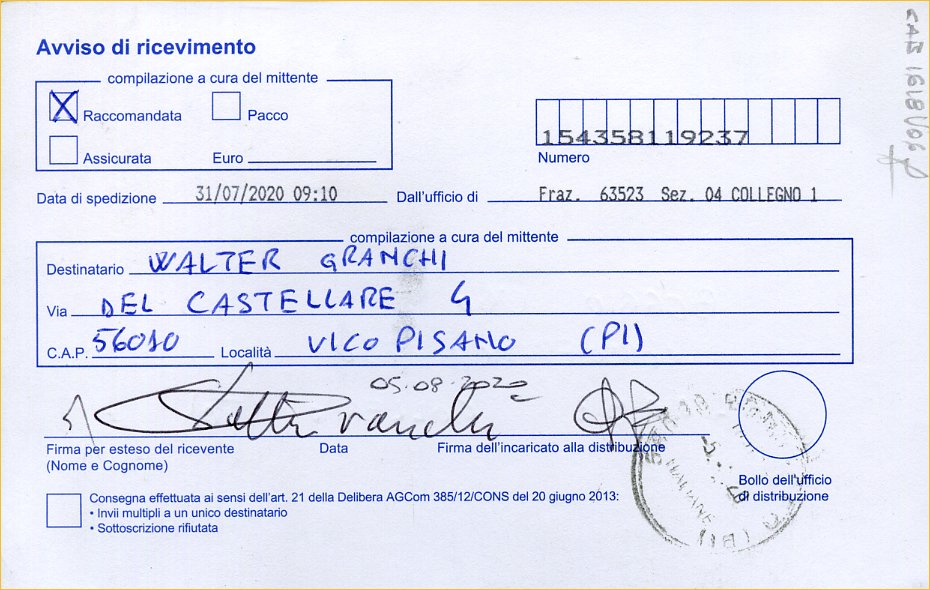 Avviso di ricevimento
compilazione a cura del mittente
X Raccomandata Pacco
Assicurata Euro
154358119237
Numero
Data di spedizione 31/07/2020 09:10 Dall'ufficio di Fraz. 63523 Sez. 04 COLLEGNO 1
compilazione a cura del mittente
Destinatario WALTER GRANCHI
Via DEL CASTELLARE 4
C.A.P. 56010 Località VICO PISANO (PI)
05.08.2020
Firma per esteso del ricevente
(Nome e Cognome)
Data
Firma dell'incaricato alla distribuzione
Bollo dell'ufficio
di distribuzione
Consegna effettuata ai sensi dell'art. 21 della Delibera AGCom 385/12/CONS del 20 giugno 2013:
• Invii multipli a un unico destinatario
• Sottoscrizione rifiutata